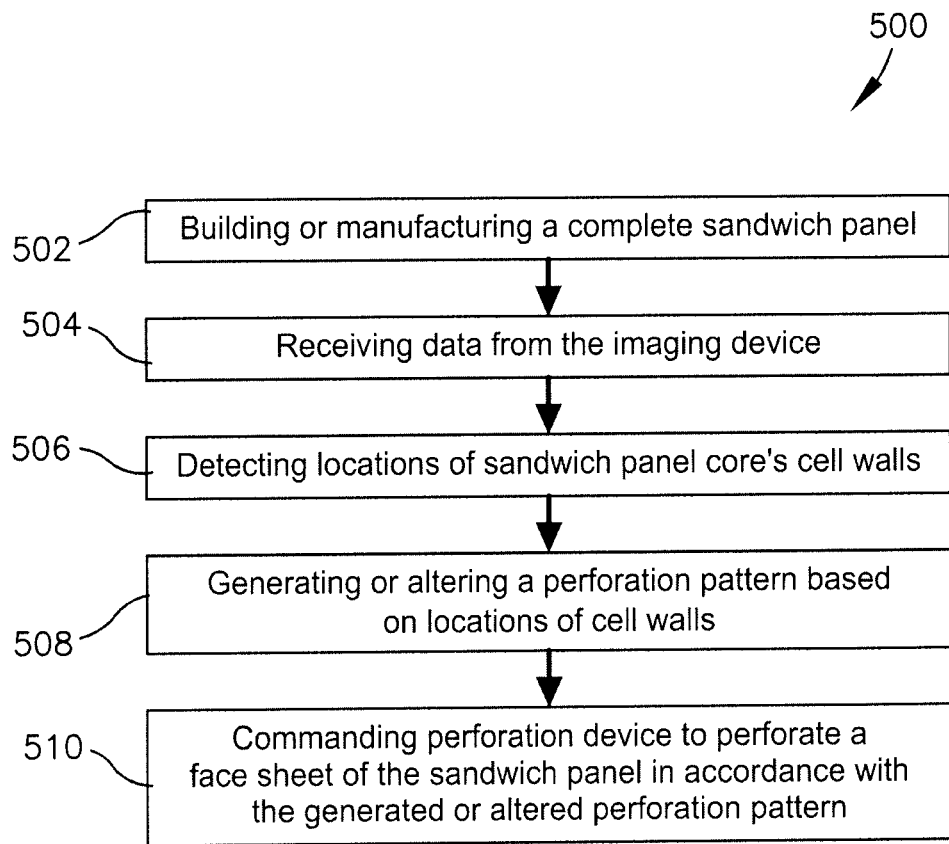 500
502
Building or manufacturing a complete sandwich panel
504
Receiving data from the imaging device
506
Detecting locations of sandwich panel core's cell walls
508
Generating or altering a perforation pattern based
on locations of cell walls
510
Commanding perforation device to perforate a
face sheet of the sandwich panel in accordance with
the generated or altered perforation pattern